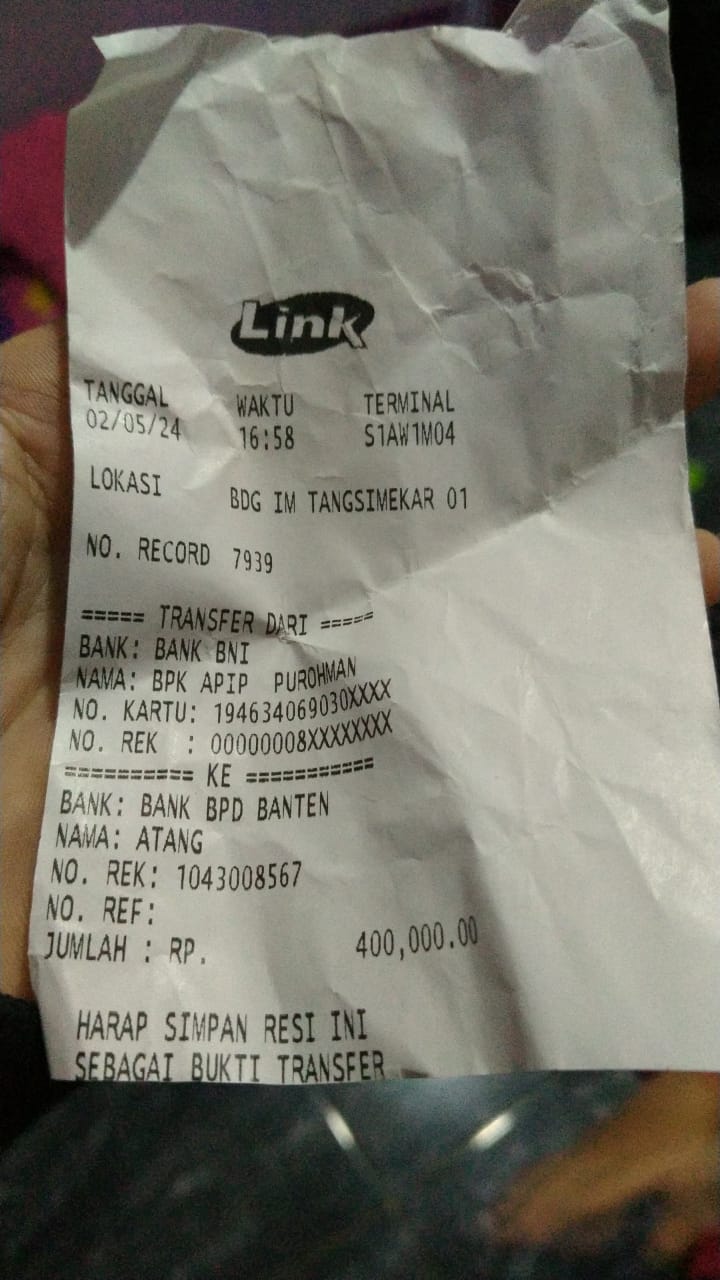 Link
TANGGAL WAKTU TERMINAL
02/05/24 16:58 S1AW1M04
LOKASI BDG IM TANGSIMEKAR 01
NO. RECORD 7939
===== TRANSFER DARI =====
BANK: BANK BNI
NAMA: BPK APIP PUROHMAN
NO. KARTU: 194634069030XXXX
NO. REK : 00000008XXXXXXXX
========== KE ===========
BANK: BANK BPD BANTEN
NAMA: ATANG
NO. REK: 1043008567
NO. REF:
JUMLAH : RP. 400,000.00
HARAP SIMPAN RESI INI
SEBAGAI BUKTI TRANSFER